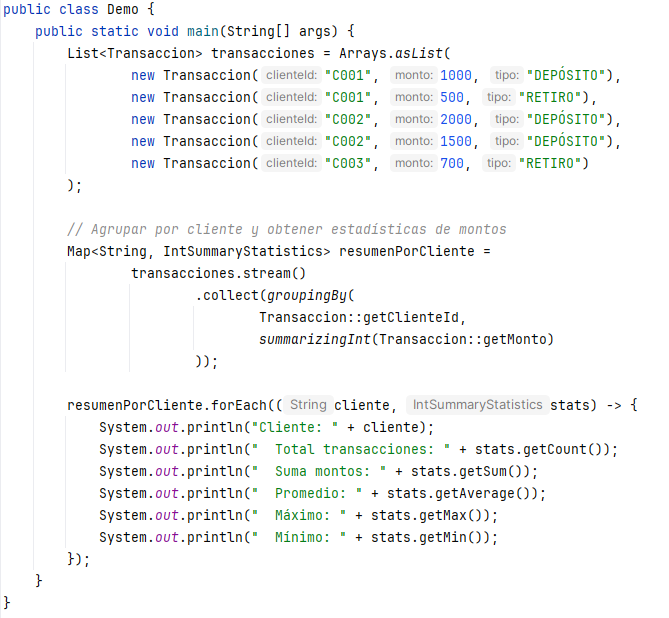 public class Demo {
public static void main(String[] args) {
List<Transaccion> transacciones = Arrays.asList(
new Transaccion( clienteId: "C001", monto: 1000, tipo: "DEPÓSITO"),
new Transaccion( clienteId: "C001", monto: 500, tipo: "RETIRO"),
new Transaccion( clienteId: "C002", monto: 2000, tipo: "DEPÓSITO"),
new Transaccion( clienteId: "C002", monto: 1500, tipo: "DEPÓSITO"),
new Transaccion( clienteId: "C003", monto: 700, tipo: "RETIRO")
);
// Agrupar por cliente y obtener estadísticas de montos
Map<String, IntSummaryStatistics> resumenPorCliente =
transacciones.stream()
.collect(groupingBy(
Transaccion::getClienteId,
summarizingInt(Transaccion::getMonto)
));
resumenPorCliente.forEach(( String cliente, IntSummaryStatistics stats) -> {
System.out.println("Cliente: " + cliente);
System.out.println("  Total transacciones: " + stats.getCount());
System.out.println("  Suma montos: " + stats.getSum());
System.out.println("  Promedio: " + stats.getAverage());
System.out.println("  Máximo: " + stats.getMax());
System.out.println("  Mínimo: " + stats.getMin());
});
}
}